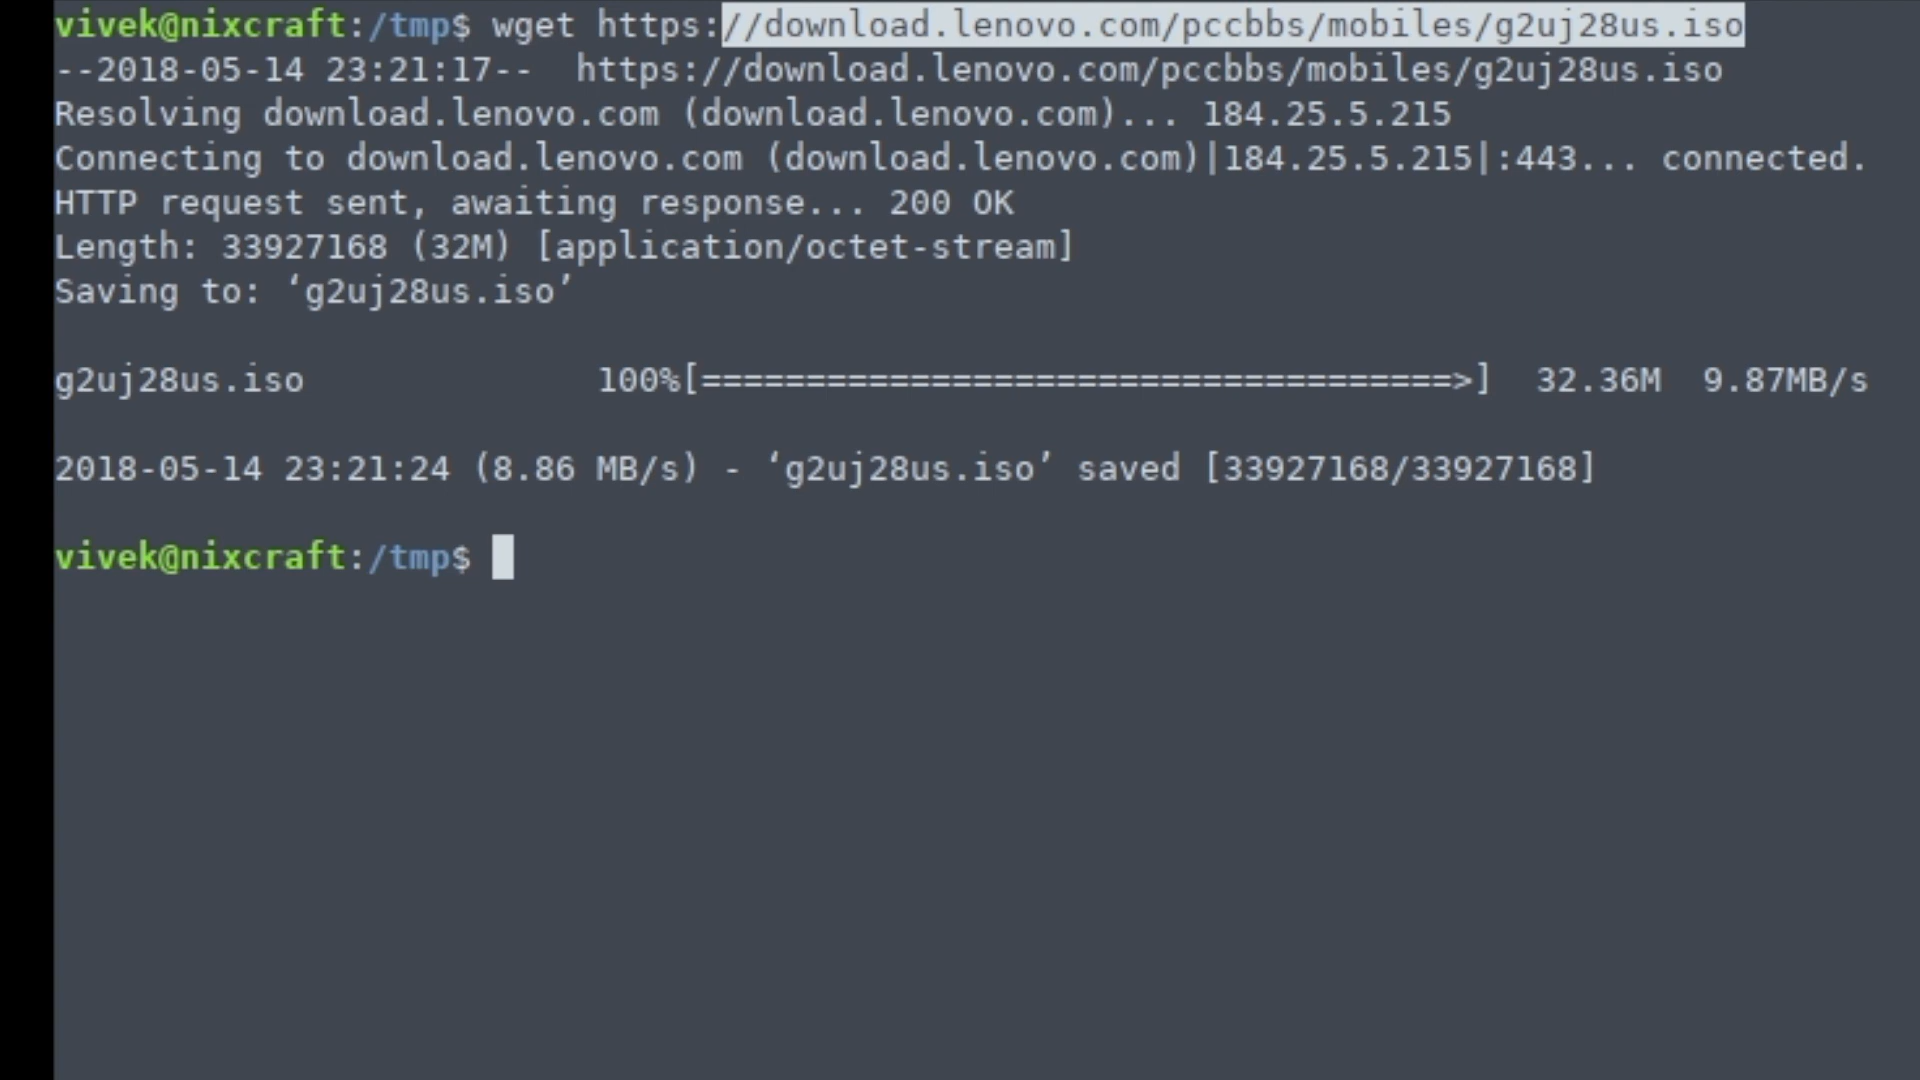 vivek@nixcraft:/tmp$ wget https://download.lenovo.com/pccbbs/mobiles/g2uj28us.iso
--2018-05-14 23:21:17--  https://download.lenovo.com/pccbbs/mobiles/g2uj28us.iso
Resolving download.lenovo.com (download.lenovo.com)... 184.25.5.215
Connecting to download.lenovo.com (download.lenovo.com)|184.25.5.215|:443... connected.
HTTP request sent, awaiting response... 200 OK
Length: 33927168 (32M) [application/octet-stream]
Saving to: ‘g2uj28us.iso’
g2uj28us.iso              100%[====================================>]  32.36M  9.87MB/s
2018-05-14 23:21:24 (8.86 MB/s) - ‘g2uj28us.iso’ saved [33927168/33927168]
vivek@nixcraft:/tmp$